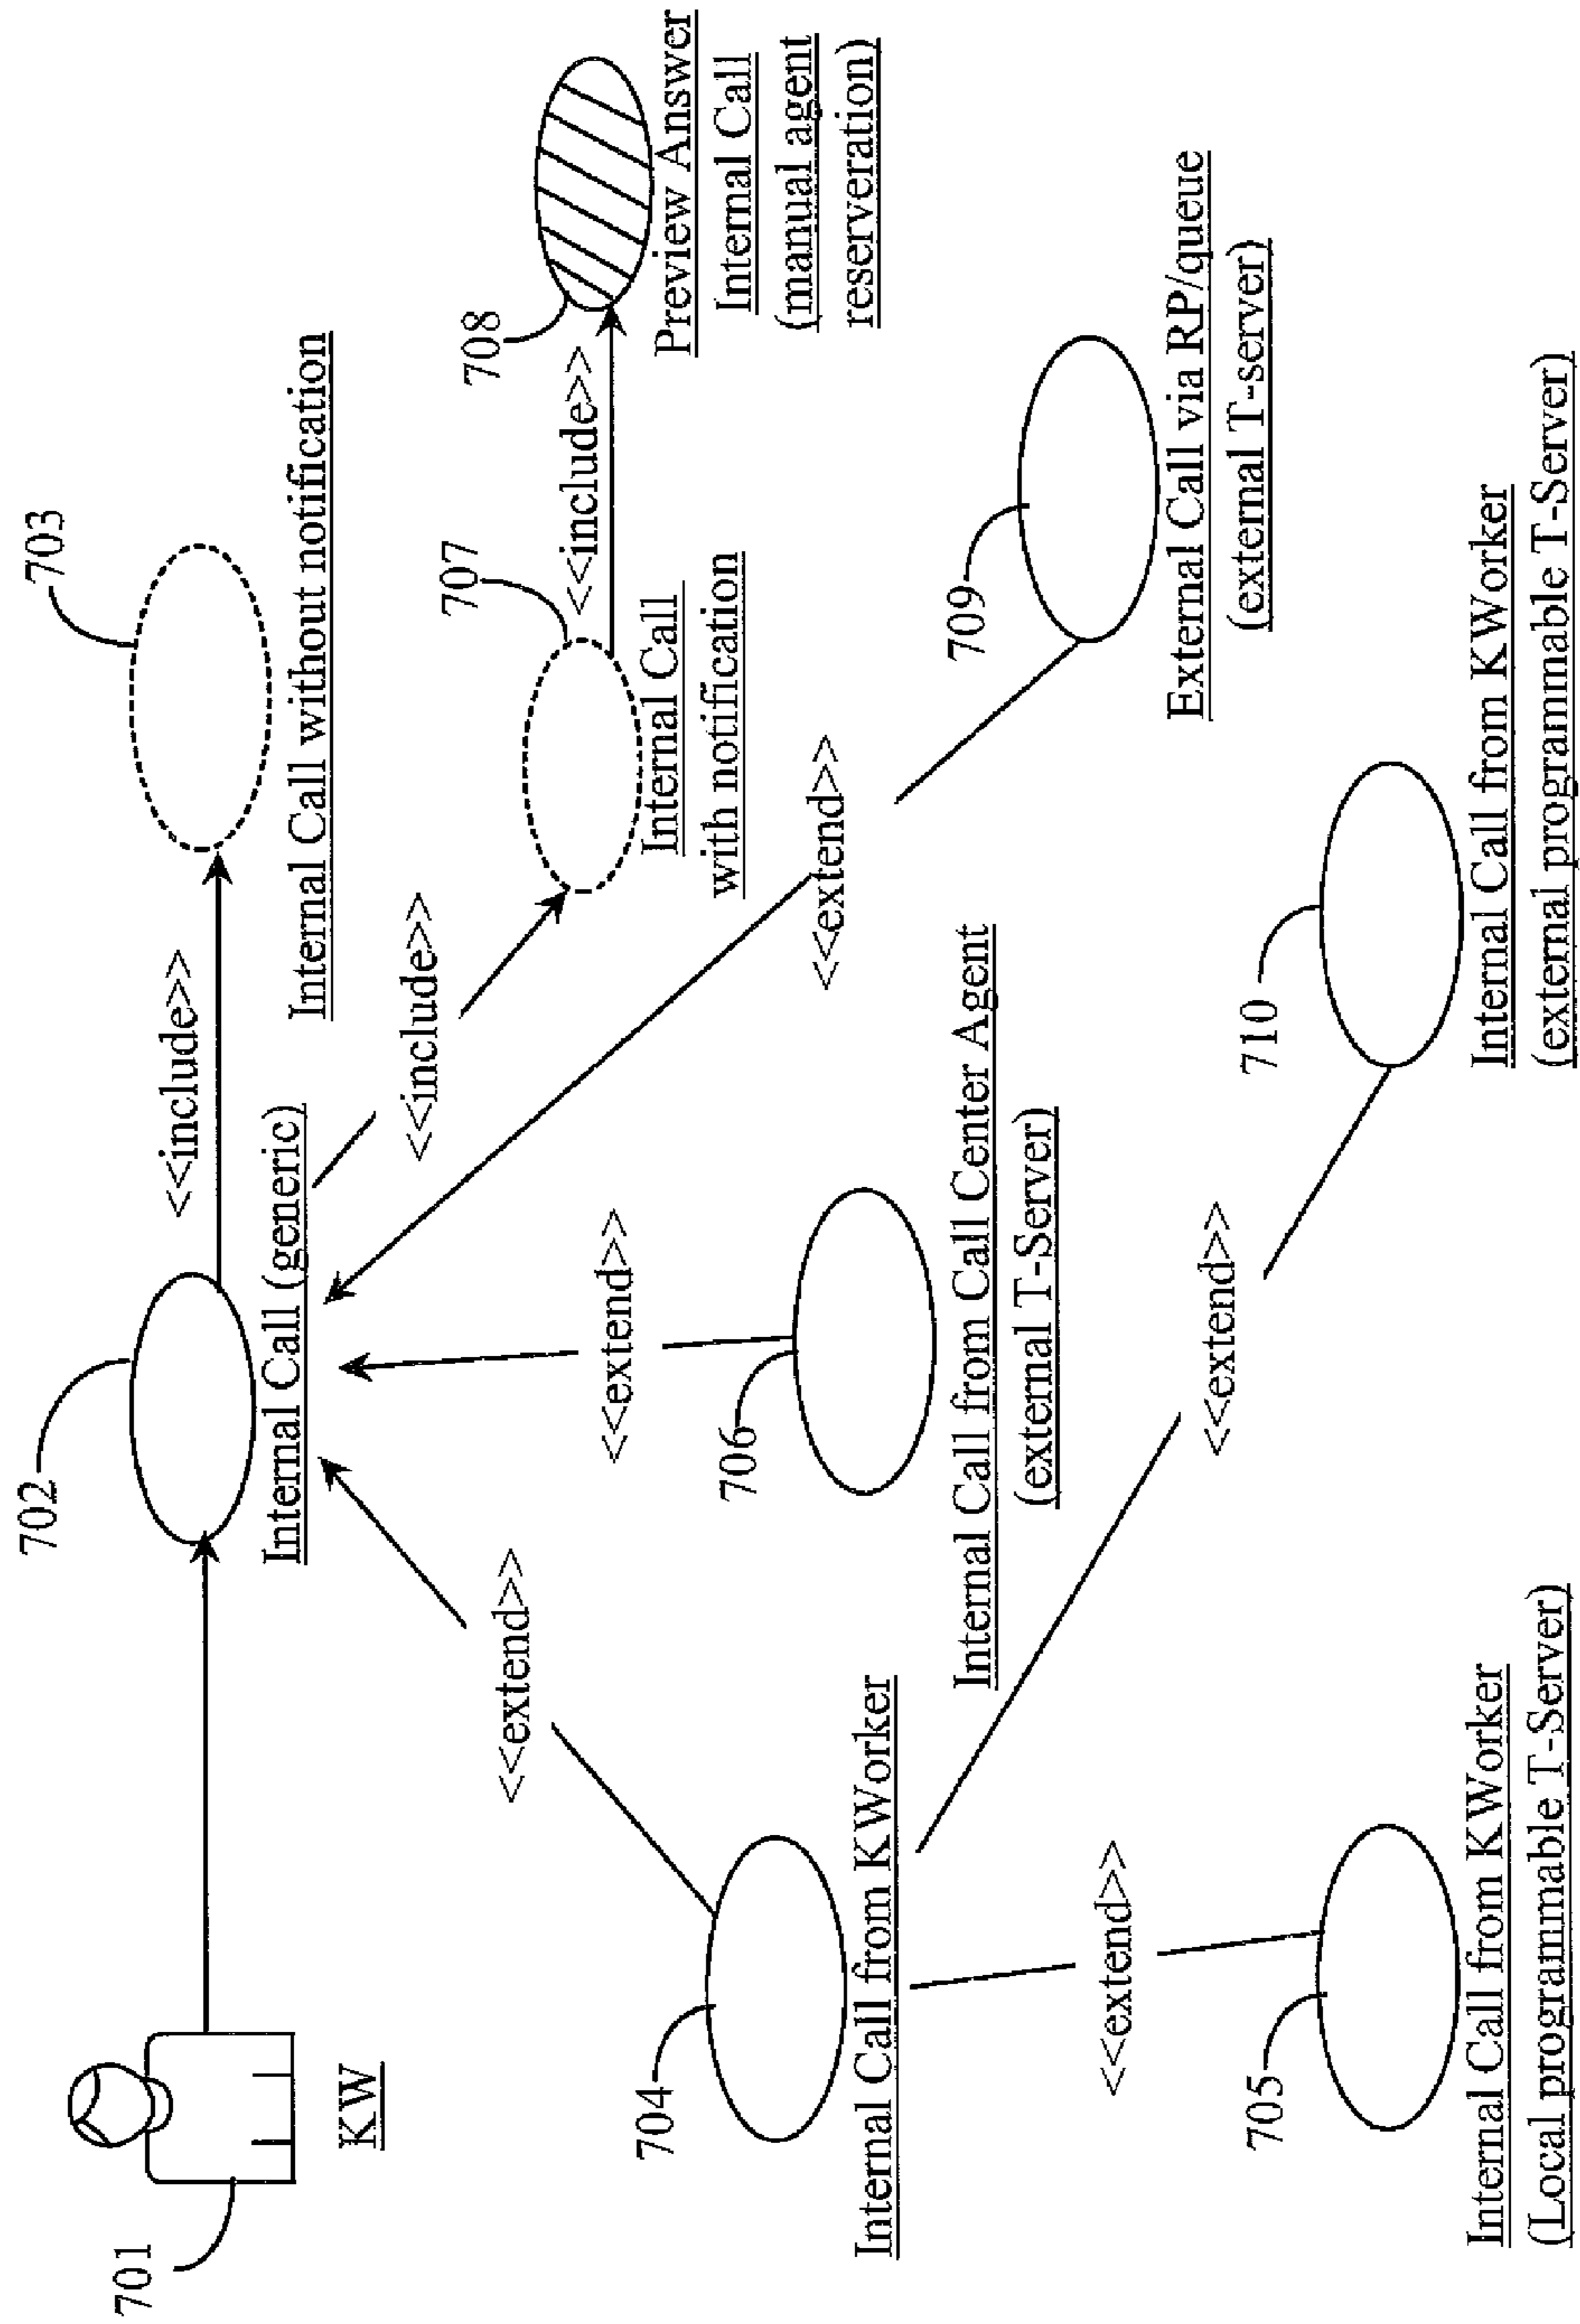 701
KW
702
Internal Call (generic)
<<include>>
703
Internal Call without notification
<<include>>
707
Internal Call
with notification
<<include>>
708
Preview Answer
Internal Call
(manual agent
reserveration)
<<extend>>
704
Internal Call from KWorker
<<extend>>
706
Internal Call from Call Center Agent
(external T-Server)
<<extend>>
709
External Call via RP/queue
(external T-server)
<<extend>>
705
Internal Call from KWorker
(Local programmable T-Server)
<<extend>>
710
Internal Call from KWorker
(external programmable T-Server)